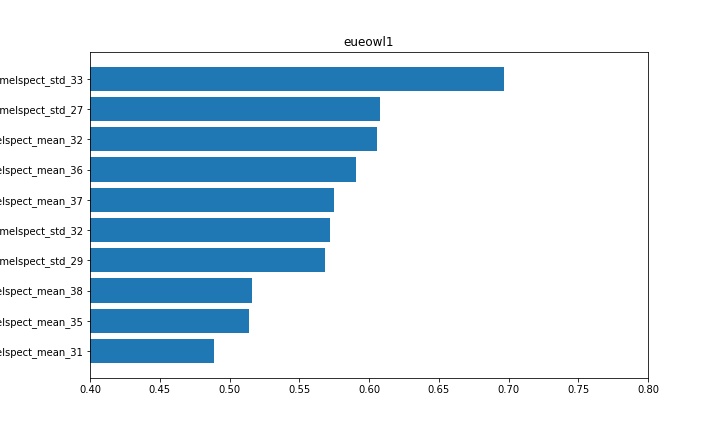 eueowl1
melspect_std_33
melspect_std_27
elspect_mean_32
elspect_mean_36
elspect_mean_37
melspect_std_32
melspect_std_29
elspect_mean_38
elspect_mean_35
elspect_mean_31
0.40 0.45 0.50 0.55 0.60 0.65 0.70 0.75 0.80